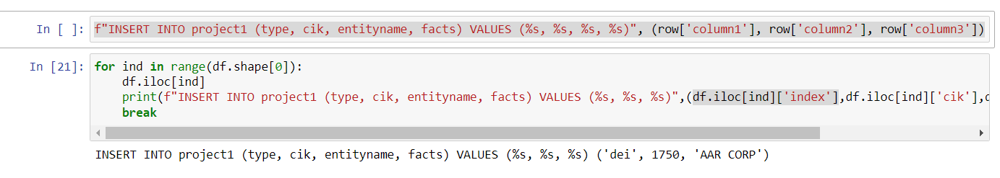 In [ ]: f"INSERT INTO project1 (type, cik, entityname, facts) VALUES (%s, %s, %s, %s)", (row['column1'], row['column2'], row['column3'])
In [21]: for ind in range(df.shape[0]):
df.iloc[ind]
print(f"INSERT INTO project1 (type, cik, entityname, facts) VALUES (%s, %s, %s)",(df.iloc[ind]['index'],df.iloc[ind]['cik'],
break
INSERT INTO project1 (type, cik, entityname, facts) VALUES (%s, %s, %s) ('dei', 1750, 'AAR CORP')